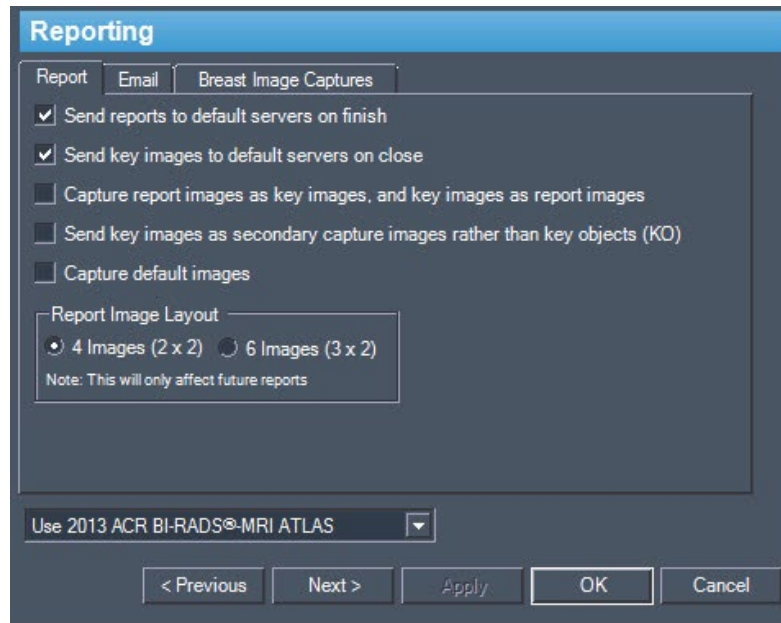 Reporting
Report Email Breast Image Captures
Send reports to default servers on finish
Send key images to default servers on close
Capture report images as key images, and key images as report images
Send key images as secondary capture images rather than key objects (KO)
Capture default images
Report Image Layout
4 Images (2 x 2) 6 Images (3 x 2)
Note: This will only affect future reports
Use 2013 ACR BI-RADS®-MRI ATLAS
< Previous Next > Apply OK Cancel